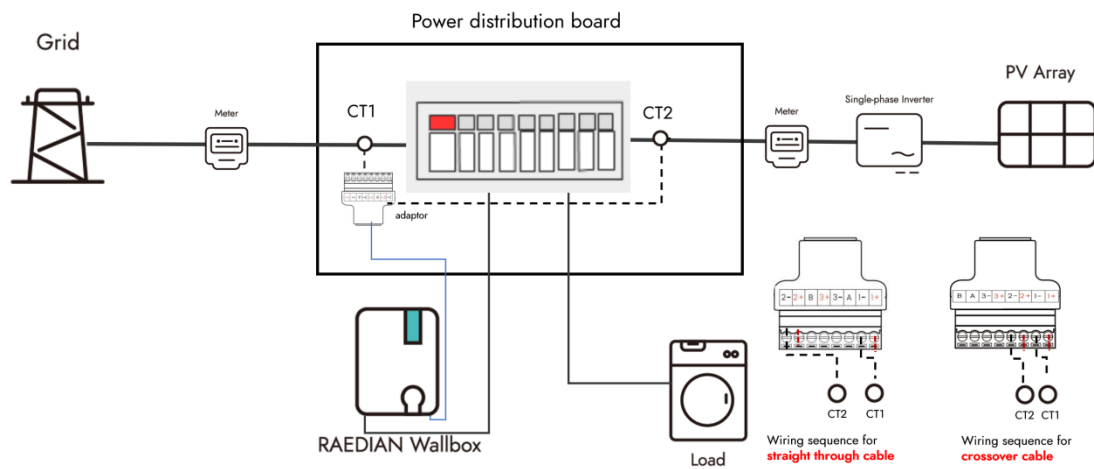 Power distribution board
Grid
PV Array
Meter
CT1
CT2
Meter
Single-phase Inverter
adaptor
2- 2+ B 3+ 3- A 1- 1+
B A 3- 3+ 2- 2+ 1- 1+
CT2 CT1
CT2 CT1
RAEDIAN Wallbox
Load
Wiring sequence for
straight through cable
Wiring sequence for
crossover cable